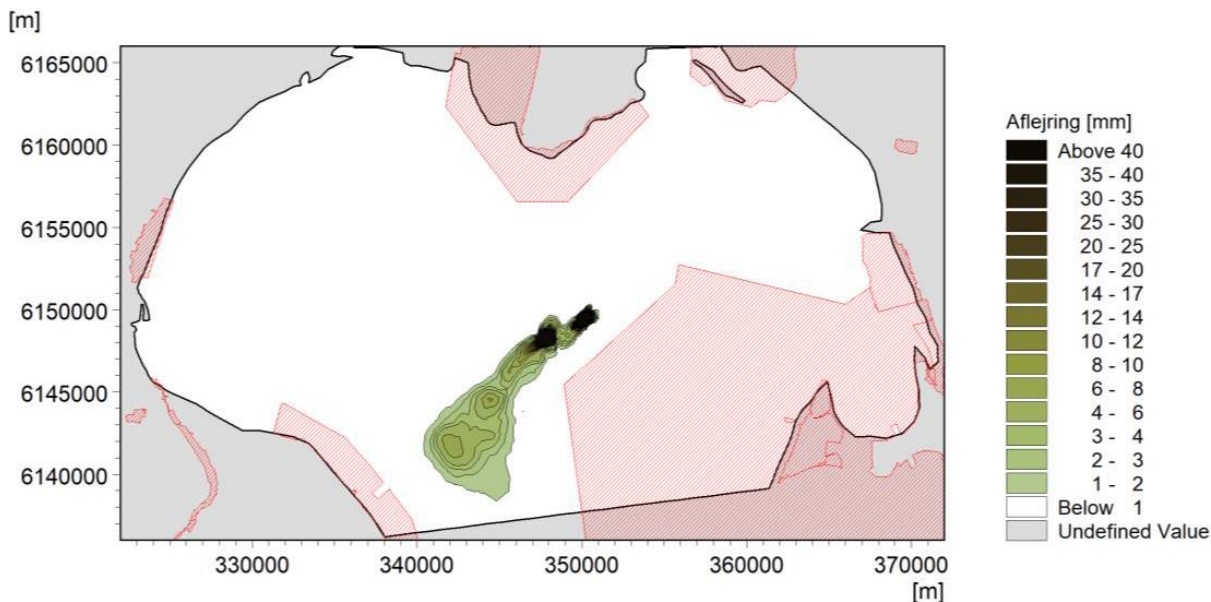 [m]
6165000
6160000
6155000
6150000
6145000
6140000
330000 340000 350000 360000 370000
[m]
Aflejring [mm]
Above 40
35 - 40
30 - 35
25 - 30
20 - 25
17 - 20
14 - 17
12 - 14
10 - 12
8 - 10
6 - 8
4 - 6
3 - 4
2 - 3
1 - 2
Below 1
Undefined Value